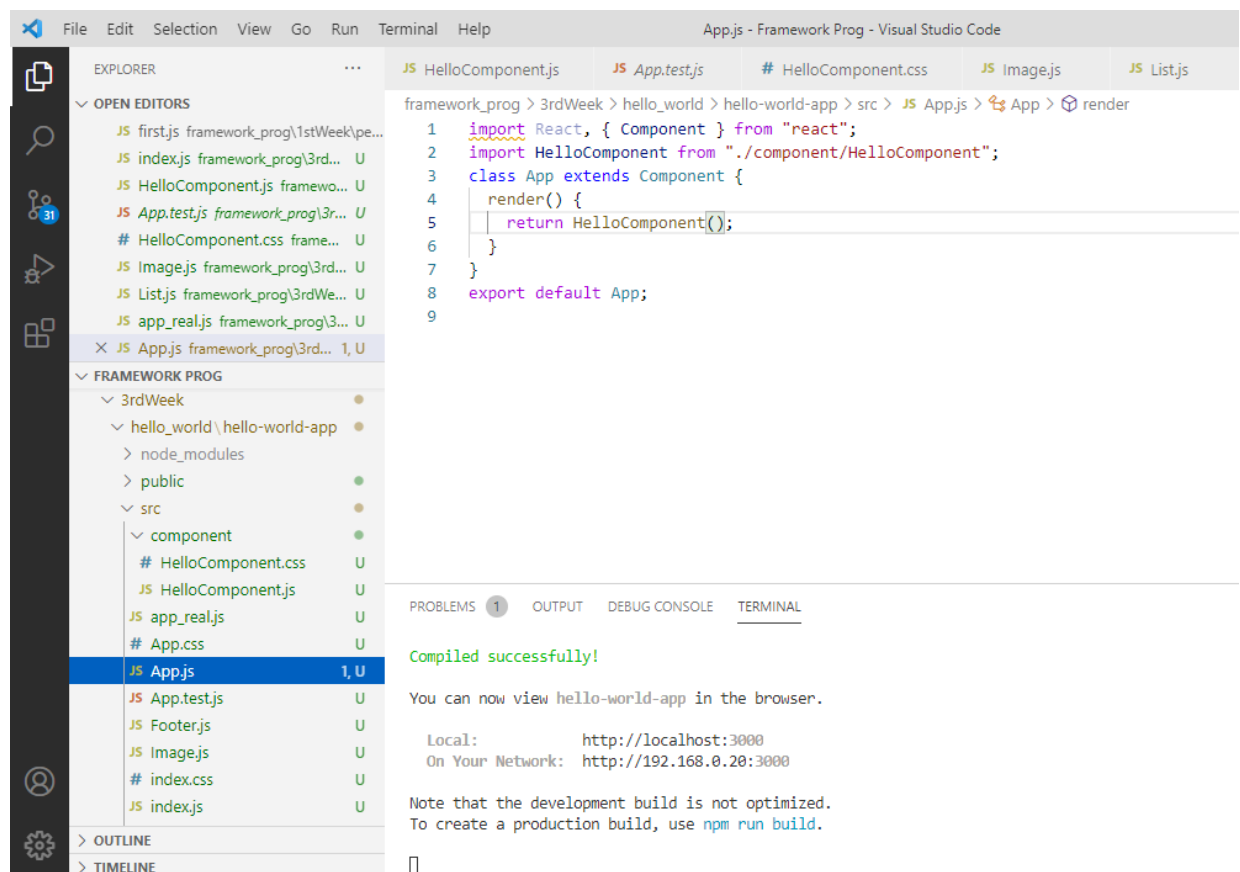 File Edit Selection View Go Run Terminal Help App.js - Framework Prog - Visual Studio Code
EXPLORER ···
JS HelloComponent.js JS App.test.js # HelloComponent.css JS Image.js JS List.js
OPEN EDITORS
JS first.js framework_prog\1stWeek\pe...
JS index.js framework_prog\3rd... U
JS HelloComponent.js framewo... U
JS App.test.js framework_prog\3r... U
# HelloComponent.css frame... U
JS Image.js framework_prog\3rd... U
JS List.js framework_prog\3rdWe... U
JS app_real.js framework_prog\3... U
JS App.js framework_prog\3rd... 1, U
FRAMEWORK PROG
3rdWeek
hello_world\hello-world-app
node_modules
public
src
component
# HelloComponent.css U
JS HelloComponent.js U
JS app_real.js U
# App.css U
JS App.js 1, U
JS App.test.js U
JS Footer.js U
JS Image.js U
# index.css U
JS index.js U
OUTLINE
TIMELINE
31
framework_prog > 3rdWeek > hello_world > hello-world-app > src > JS App.js > App > render
1 import React, { Component } from "react";
2 import HelloComponent from "./component/HelloComponent";
3 class App extends Component {
4 render() {
5 return HelloComponent();
6 }
7 }
8 export default App;
9
PROBLEMS 1 OUTPUT DEBUG CONSOLE TERMINAL
Compiled successfully!
You can now view hello-world-app in the browser.
Local: http://localhost:3000
On Your Network: http://192.168.0.20:3000
Note that the development build is not optimized.
To create a production build, use npm run build.